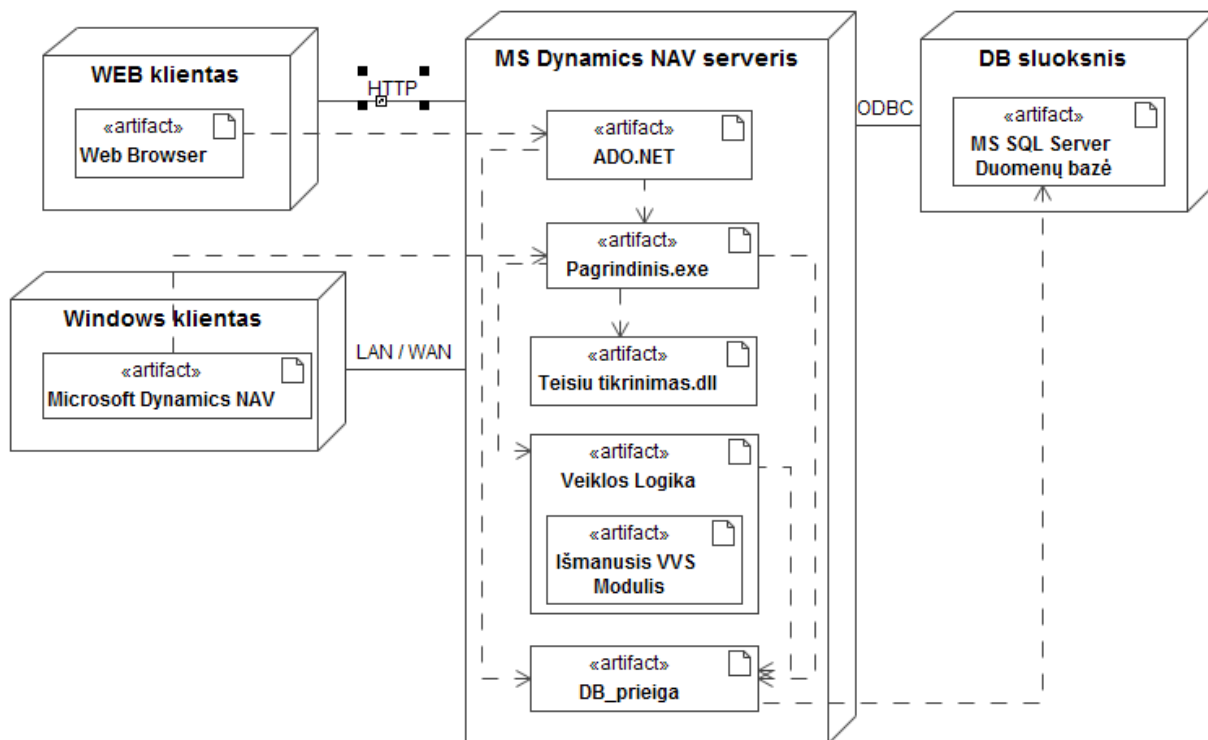 WEB klientas
«artifact»
Web Browser
HTTP
MS Dynamics NAV serveris
«artifact»
ADO.NET
«artifact»
Pagrindinis.exe
«artifact»
Teisiu tikrinimas.dll
«artifact»
Veiklos Logika
«artifact»
Išmanusis VVS
Modulis
«artifact»
DB_prieiga
ODBC
DB sluoksnis
«artifact»
MS SQL Server
Duomenų bazė
Windows klientas
«artifact»
Microsoft Dynamics NAV
LAN / WAN